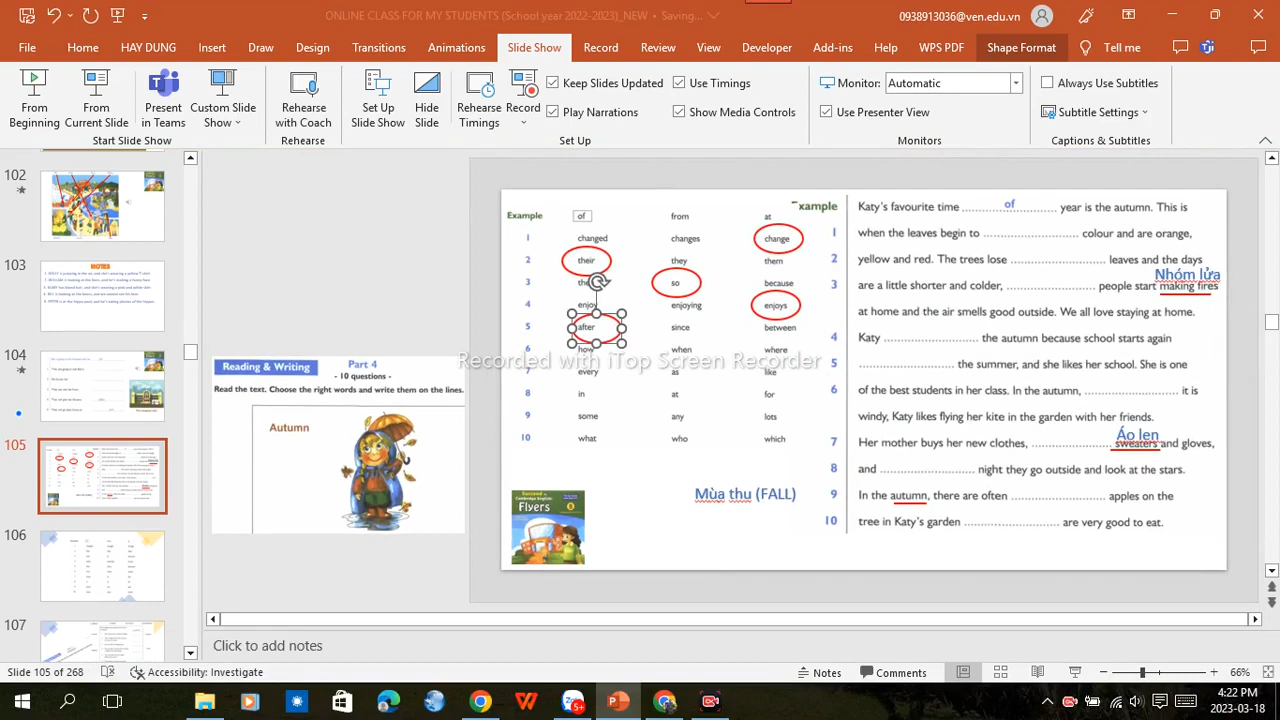 ONLINE CLASS FOR MY STUDENTS (School year 2022-2023)_NEW • Saving...
0938913036@ven.edu.vn
File Home HAY DUNG Insert Draw Design Transitions Animations Slide Show Record Review View Developer Add-ins Help WPS PDF Shape Format Tell me
From Beginning
From Current Slide
Present in Teams
Custom Slide Show
Start Slide Show
Rehearse with Coach
Rehearse
Set Up Slide Show
Hide Slide
Rehearse Timings
Record
Keep Slides Updated
Play Narrations
Use Timings
Show Media Controls
Set Up
Monitor: Automatic
Use Presenter View
Monitors
Always Use Subtitles
Subtitle Settings
Captions & Subtitles
102
103
NOTES
104
105
106
107
Reading & Writing
Part 4
- 10 questions -
Read the text. Choose the right words and write them on the lines.
Autumn
Example of from at
1 changed changes change
2 their they them
3 so because
4 enjoy enjoying enjoys
5 after since between
6 how when where
7 every as like
8 in at for
9 some any lots
10 what who which
Succeed in
Cambridge English:
Flyers
8
Mùa thu (FALL)
xample Katy's favourite time of year is the autumn. This is
1 when the leaves begin to .......... colour and are orange,
2 yellow and red. The trees lose .......... leaves and the days
Nhóm lửa
3 are a little shorter and colder, .......... people start making fires
at home and the air smells good outside. We all love staying at home.
4 Katy .......... the autumn because school starts again
5 .......... the summer, and she likes her school. She is one
6 of the best students in her class. In the autumn, .......... it is
windy, Katy likes flying her kite in the garden with her friends.
Áo len
7 Her mother buys her new clothes, .......... sweaters and gloves,
8 and .......... night they go outside and look at the stars.
9 In the autumn, there are often .......... apples on the
10 tree in Katy's garden .......... are very good to eat.
Recorded with iTop Screen Recorder
Click to add notes
Slide 105 of 268 Accessibility: Investigate Notes Comments 66%
5+
4:22 PM
2023-03-18